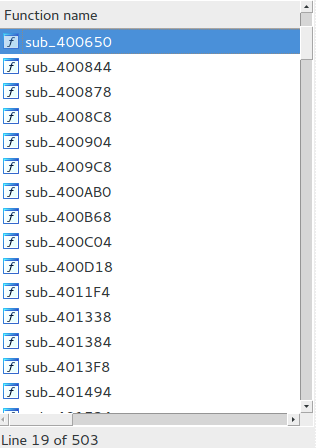 Function name
sub_400650
sub_400844
sub_400878
sub_4008C8
sub_400904
sub_4009C8
sub_400AB0
sub_400B68
sub_400C04
sub_400D18
sub_4011F4
sub_401338
sub_401384
sub_4013F8
sub_401494
Line 19 of 503